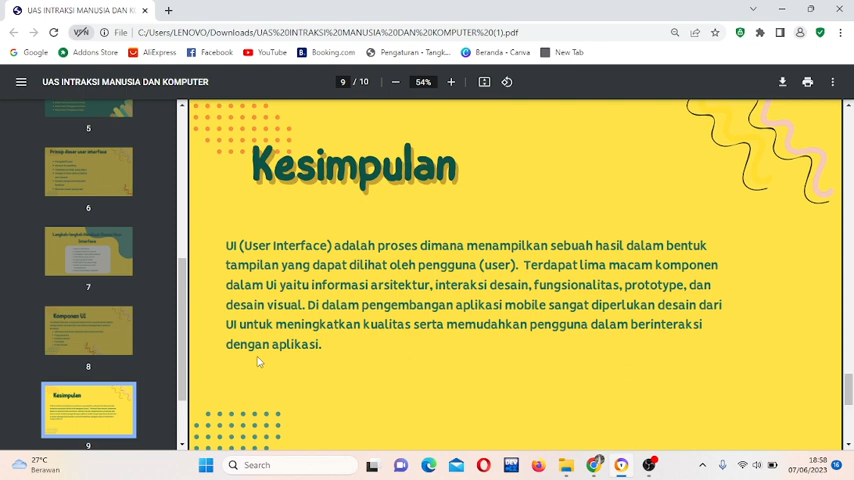 UAS INTRAKSI MANUSIA DAN KOMPUTER
File
C:/Users/LENOVO/Downloads/UAS%20INTRAKSI%20MANUSIA%20DAN%20KOMPUTER%20(1).pdf
Google
Addons Store
AliExpress
Facebook
YouTube
Booking.com
Pengaturan - Tangk...
Beranda - Canva
New Tab
UAS INTRAKSI MANUSIA DAN KOMPUTER
9 / 10
54%
5
Prinsip dasar user interface
6
7
Komponen UI
8
Kesimpulan
9
Kesimpulan
UI (User Interface) adalah proses dimana menampilkan sebuah hasil dalam bentuk
tampilan yang dapat dilihat oleh pengguna (user). Terdapat lima macam komponen
dalam Ui yaitu informasi arsitektur, interaksi desain, fungsionalitas, prototype, dan
desain visual. Di dalam pengembangan aplikasi mobile sangat diperlukan desain dari
UI untuk meningkatkan kualitas serta memudahkan pengguna dalam berinteraksi
dengan aplikasi.
27°C
Berawan
Search
18:58
07/06/2023